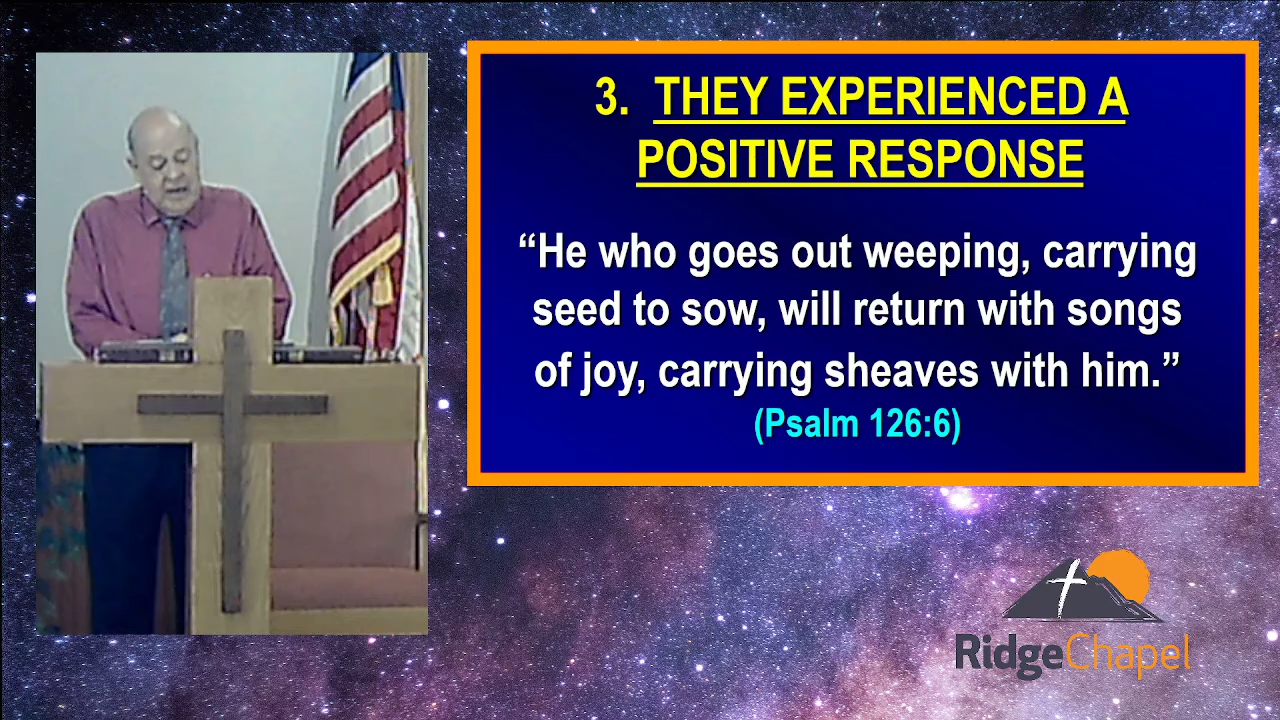 3. THEY EXPERIENCED A
POSITIVE RESPONSE
“He who goes out weeping, carrying
seed to sow, will return with songs
of joy, carrying sheaves with him.”
(Psalm 126:6)
RidgeChapel